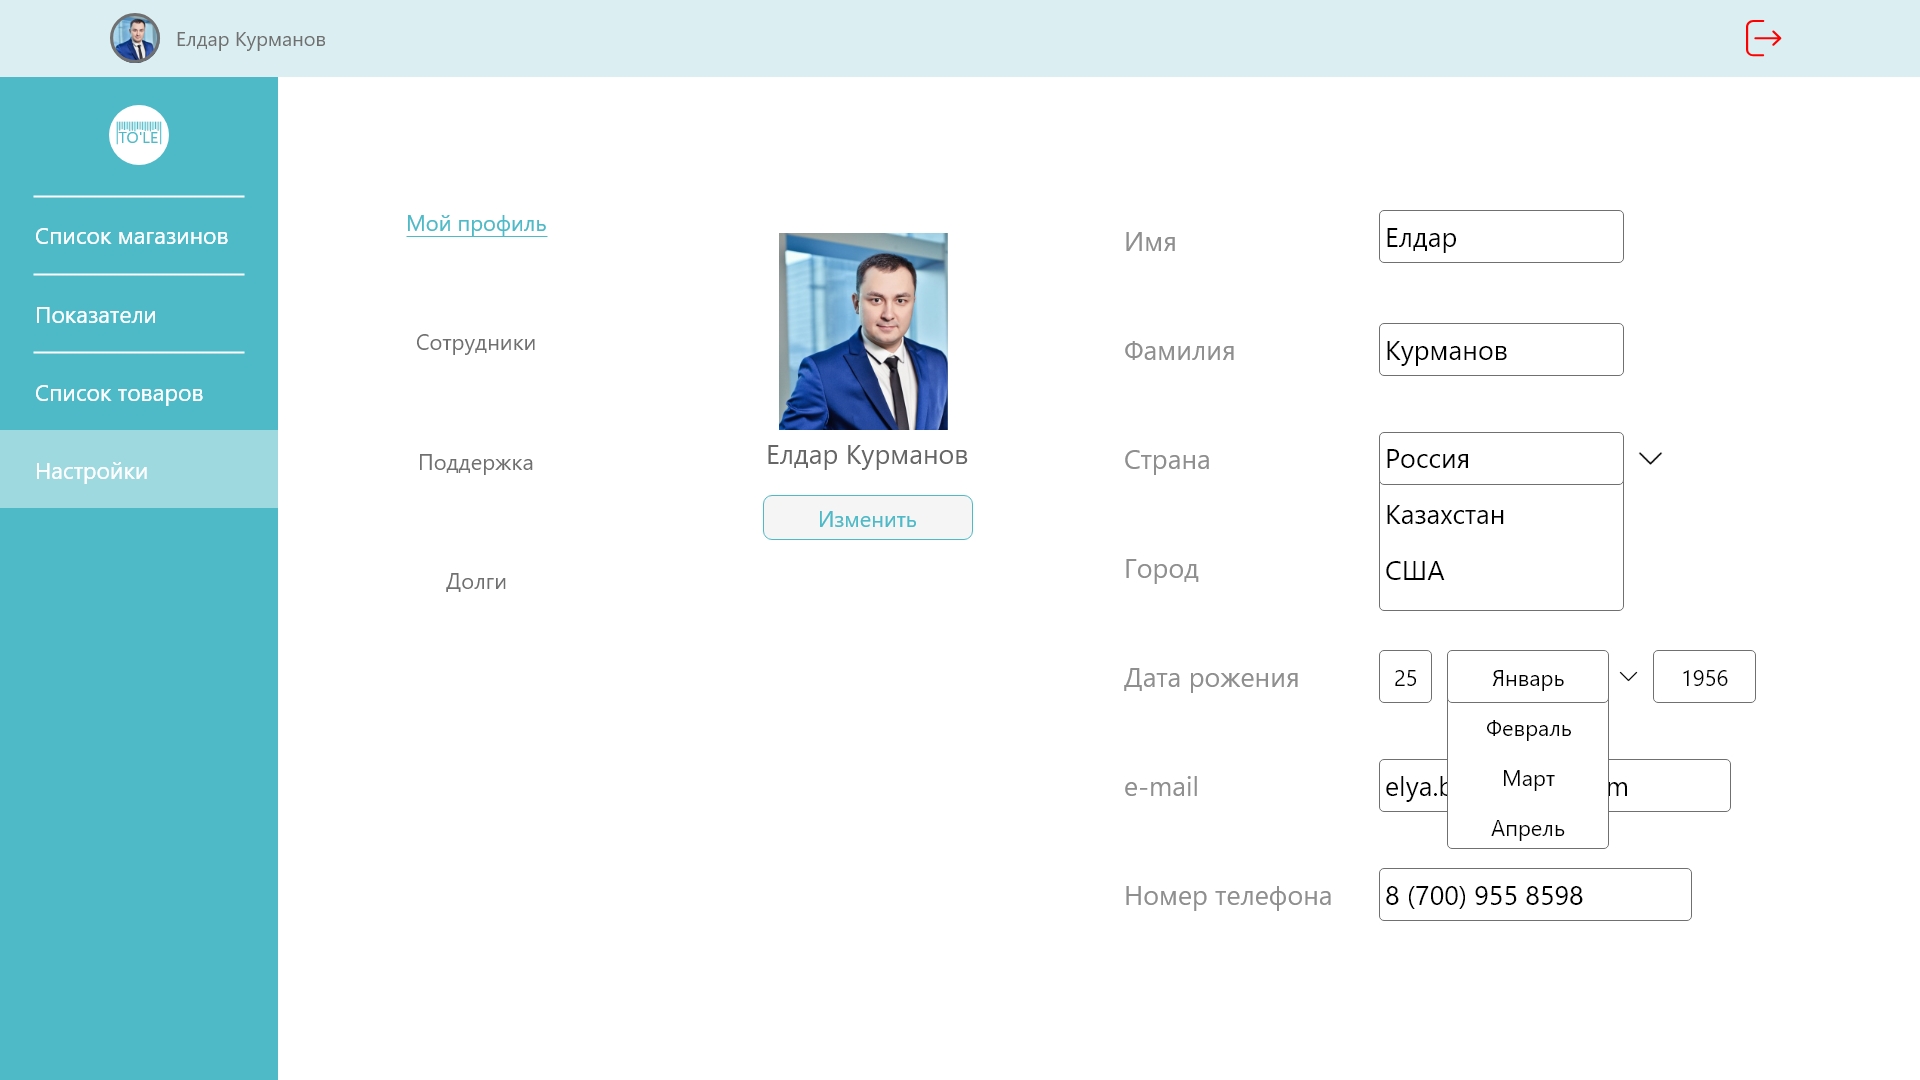 Елдар Курманов
TO'LE
Список магазинов
Показатели
Список товаров
Настройки
Мой профиль
Сотрудники
Поддержка
Долги
Елдар Курманов
Изменить
Имя
Елдар
Фамилия
Курманов
Страна
Россия
Казахстан
США
Город
Дата рожения
25
Январь
1956
Февраль
Март
Апрель
e-mail
Номер телефона
8 (700) 955 8598